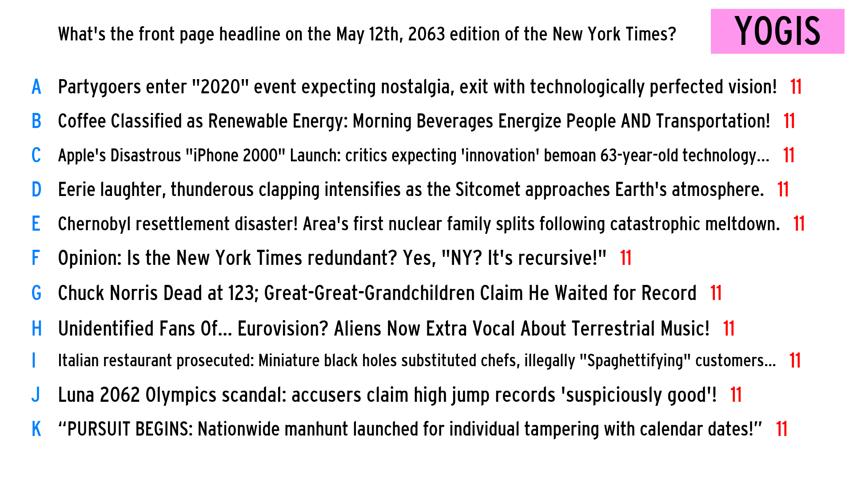 What's the front page headline on the May 12th, 2063 edition of the New York Times? YOGIS
A Partygoers enter "2020" event expecting nostalgia, exit with technologically perfected vision! 11
B Coffee Classified as Renewable Energy: Morning Beverages Energize People AND Transportation! 11
C Apple's Disastrous "iPhone 2000" Launch: critics expecting 'innovation' bemoan 63-year-old technology... 11
D Eerie laughter, thunderous clapping intensifies as the Sitcomet approaches Earth's atmosphere. 11
E Chernobyl resettlement disaster! Area's first nuclear family splits following catastrophic meltdown. 11
F Opinion: Is the New York Times redundant? Yes, "NY? It's recursive!" 11
G Chuck Norris Dead at 123; Great-Great-Grandchildren Claim He Waited for Record 11
H Unidentified Fans Of... Eurovision? Aliens Now Extra Vocal About Terrestrial Music! 11
I Italian restaurant prosecuted: Miniature black holes substituted chefs, illegally "Spaghettifying" customers... 11
J Luna 2062 Olympics scandal: accusers claim high jump records 'suspiciously good'! 11
K “PURSUIT BEGINS: Nationwide manhunt launched for individual tampering with calendar dates!” 11